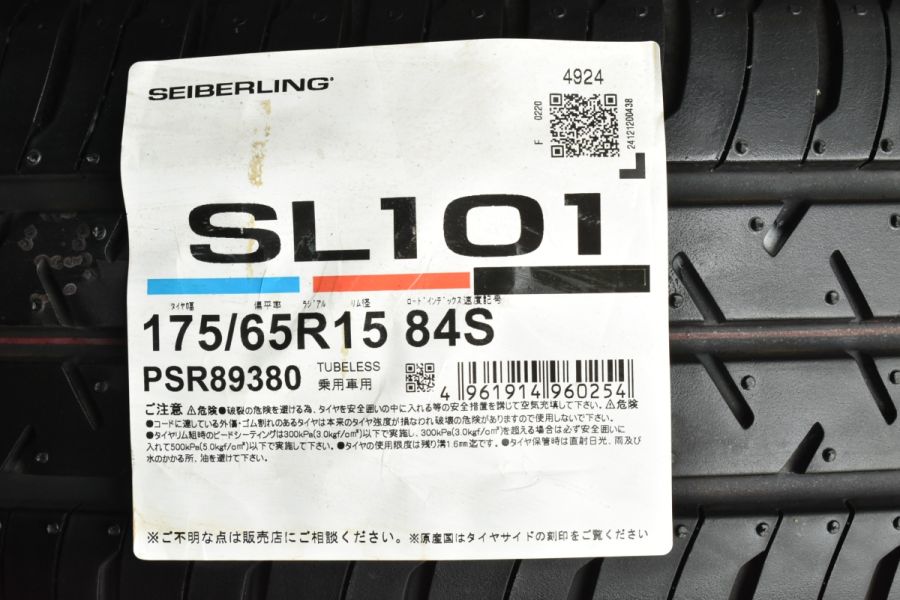 SEIBERLING
4924
F 0220
24121200438
SL101
タイヤ幅 偏平率 ラジアル リム径 ロードインデックス 速度記号
175/65R15 84S
PSR89380 TUBELESS
乗用車用
4 961914 960254
ご注意 ⚠危険●破裂の危険を避ける為、タイヤを安全囲いの中に入れる等の安全措置を講じて空気充填して下さい。⚠危険
●コードに達している外傷・ゴム割れのあるタイヤは本来のタイヤ強度が損なわれ破壊の危険がありますので使用しないで下さい。
●タイヤリム組時のビードシーティングは300kPa(3.0kgf/c㎡)以下で実施し、300kPa(3.0kgf/c㎡)を超える場合は必ず安全囲いに
入れて500kPa(5.0kgf/c㎡)以下で実施して下さい。●タイヤの使用限度は残り溝1.6mm迄です。●タイヤ保管時は直射日光、雨及び
水のかかる所、油を避けて下さい。
※ご不明な点は販売店にご相談ください。※原産国はタイヤサイドの刻印をご覧ください